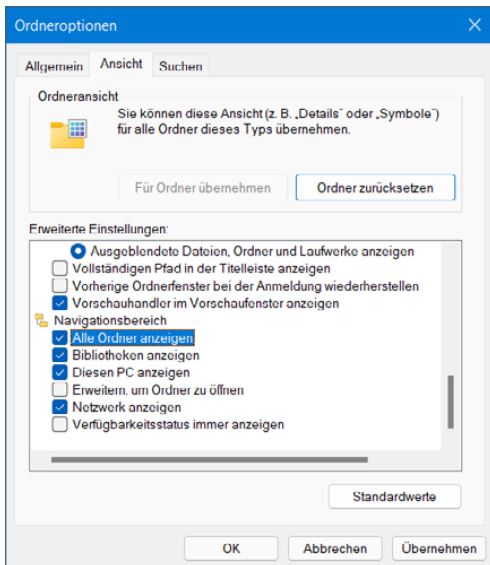 Ordneroptionen
Allgemein Ansicht Suchen
Ordneransicht
Sie können diese Ansicht (z. B. „Details" oder „Symbole")
für alle Ordner dieses Typs übernehmen.
Für Ordner übernehmen Ordner zurücksetzen
Erweiterte Einstellungen:
Ausgeblendete Dateien, Ordner und Laufwerke anzeigen
Vollständigen Pfad in der Titelleiste anzeigen
Vorherige Ordnerfenster bei der Anmeldung wiederherstellen
Vorschauhandler im Vorschaufenster anzeigen
Navigationsbereich
Alle Ordner anzeigen
Bibliotheken anzeigen
Diesen PC anzeigen
Erweitern, um Ordner zu öffnen
Netzwerk anzeigen
Verfügbarkeitsstatus immer anzeigen
Standardwerte
OK Abbrechen Übernehmen